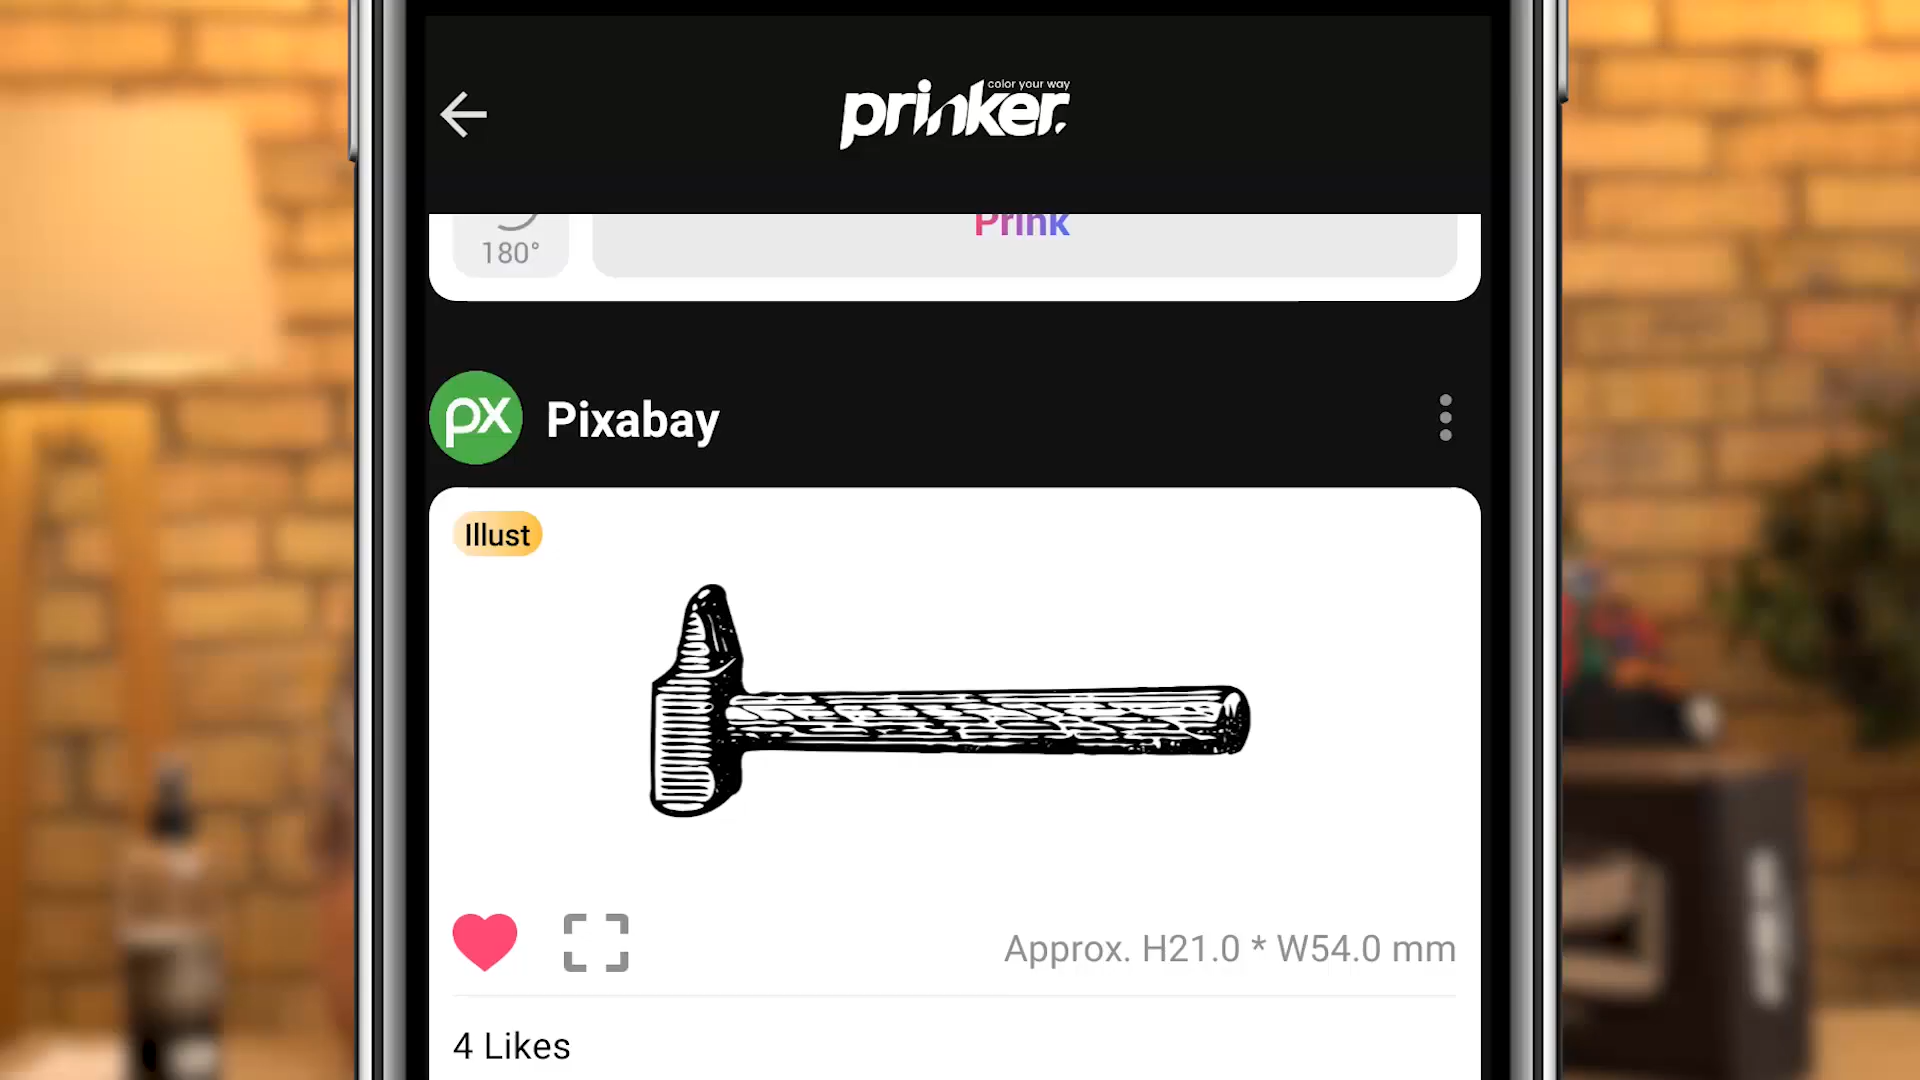 color your way
prinker.
180°
Prink
px
Pixabay
Illust
Approx. H21.0 * W54.0 mm
4 Likes